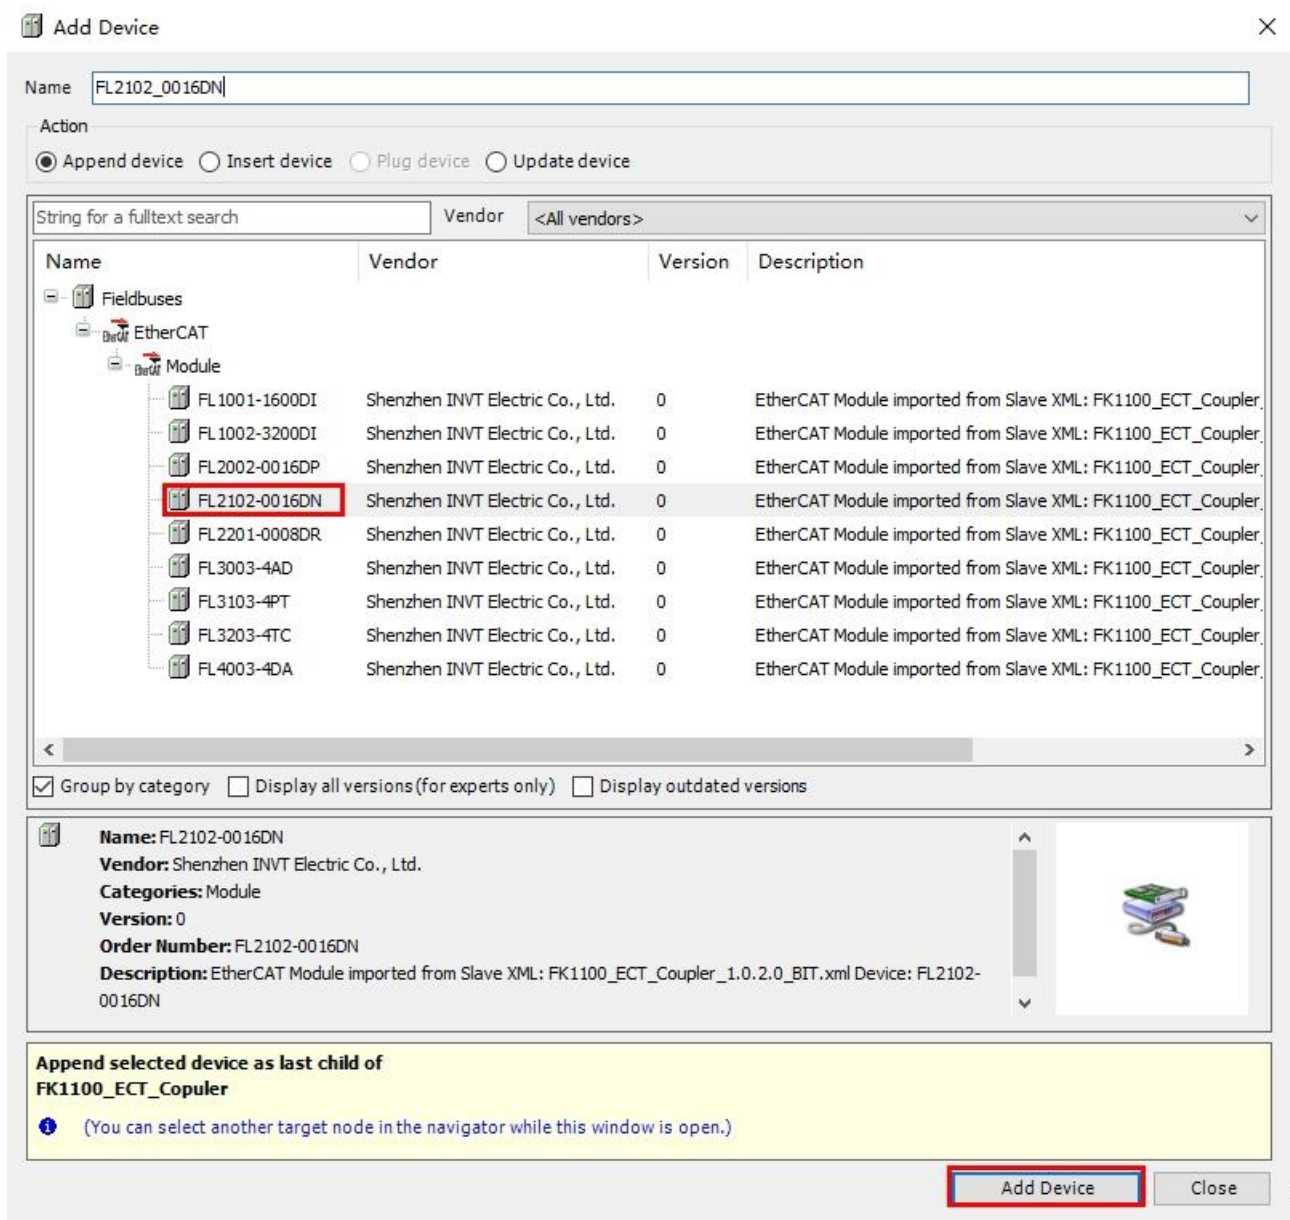 Add Device
Name FL2102_0016DN
Action
Append device Insert device Plug device Update device
String for a fulltext search Vendor <All vendors>
Name Vendor Version Description
Fieldbuses
EtherCAT EtherCAT
EtherCAT Module
FL1001-1600DI Shenzhen INVT Electric Co., Ltd. 0 EtherCAT Module imported from Slave XML: FK1100_ECT_Coupler_
FL1002-3200DI Shenzhen INVT Electric Co., Ltd. 0 EtherCAT Module imported from Slave XML: FK1100_ECT_Coupler_
FL2002-0016DP Shenzhen INVT Electric Co., Ltd. 0 EtherCAT Module imported from Slave XML: FK1100_ECT_Coupler_
FL2102-0016DN Shenzhen INVT Electric Co., Ltd. 0 EtherCAT Module imported from Slave XML: FK1100_ECT_Coupler_
FL2201-0008DR Shenzhen INVT Electric Co., Ltd. 0 EtherCAT Module imported from Slave XML: FK1100_ECT_Coupler_
FL3003-4AD Shenzhen INVT Electric Co., Ltd. 0 EtherCAT Module imported from Slave XML: FK1100_ECT_Coupler_
FL3103-4PT Shenzhen INVT Electric Co., Ltd. 0 EtherCAT Module imported from Slave XML: FK1100_ECT_Coupler_
FL3203-4TC Shenzhen INVT Electric Co., Ltd. 0 EtherCAT Module imported from Slave XML: FK1100_ECT_Coupler_
FL4003-4DA Shenzhen INVT Electric Co., Ltd. 0 EtherCAT Module imported from Slave XML: FK1100_ECT_Coupler_
Group by category Display all versions(for experts only) Display outdated versions
Name: FL2102-0016DN
Vendor: Shenzhen INVT Electric Co., Ltd.
Categories: Module
Version: 0
Order Number: FL2102-0016DN
Description: EtherCAT Module imported from Slave XML: FK1100_ECT_Coupler_1.0.2.0_BIT.xml Device: FL2102-
0016DN
Append selected device as last child of
FK1100_ECT_Copuler
(You can select another target node in the navigator while this window is open.)
Add Device Close